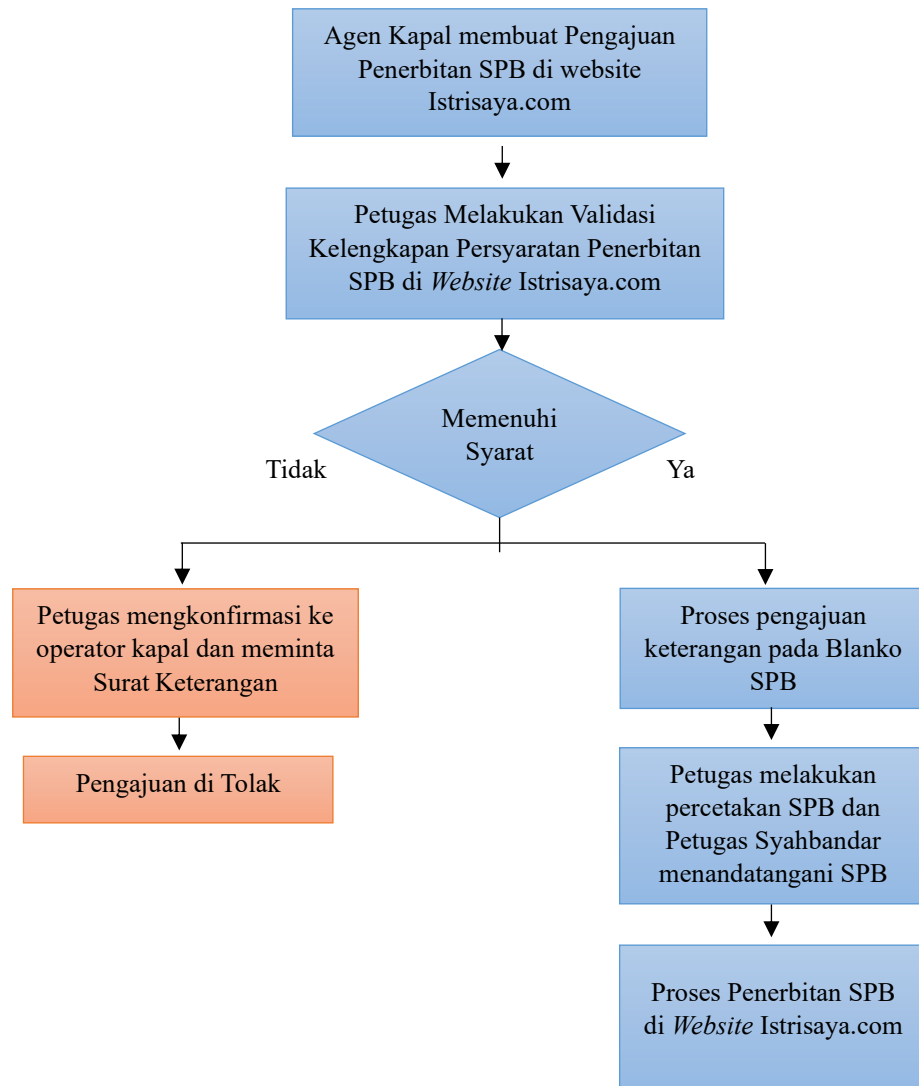 Agen Kapal membuat Pengajuan
Penerbitan SPB di website
Istrisaya.com
Petugas Melakukan Validasi
Kelengkapan Persyaratan Penerbitan
SPB di Website Istrisaya.com
Memenuhi
Syarat
Tidak
Ya
Petugas mengkonfirmasi ke
operator kapal dan meminta
Surat Keterangan
Pengajuan di Tolak
Proses pengajuan
keterangan pada Blanko
SPB
Petugas melakukan
percetakan SPB dan
Petugas Syahbandar
menandatangani SPB
Proses Penerbitan SPB
di Website Istrisaya.com